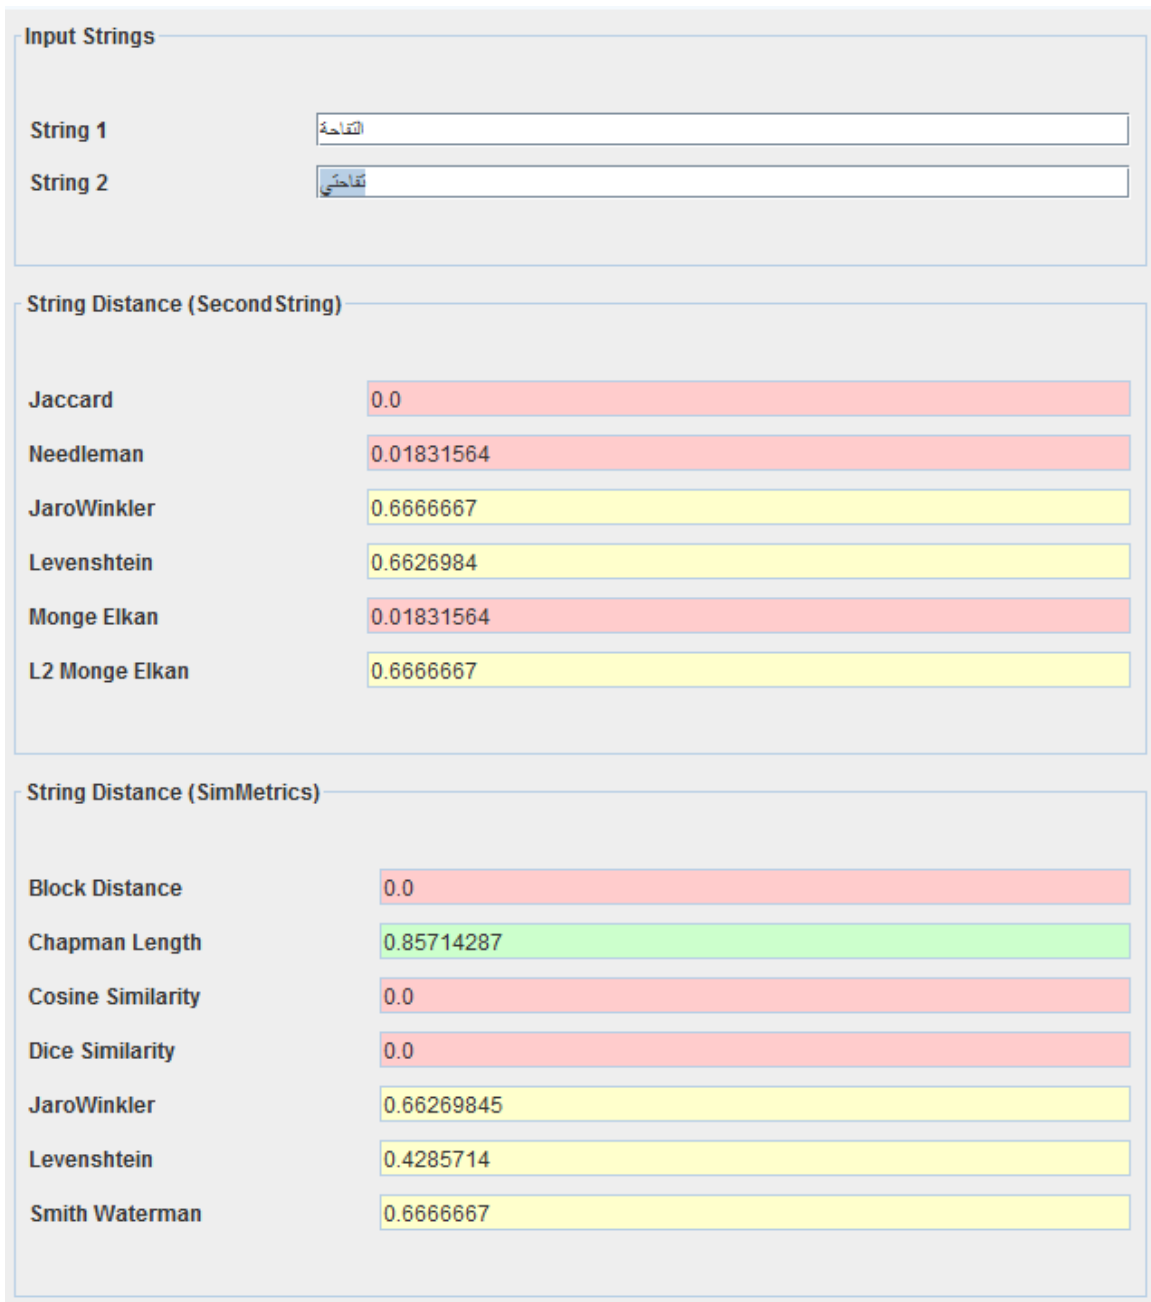 Input Strings
String 1 التفاحة
String 2 تفاحتي
String Distance (SecondString)
Jaccard 0.0
Needleman 0.01831564
JaroWinkler 0.6666667
Levenshtein 0.6626984
Monge Elkan 0.01831564
L2 Monge Elkan 0.6666667
String Distance (SimMetrics)
Block Distance 0.0
Chapman Length 0.85714287
Cosine Similarity 0.0
Dice Similarity 0.0
JaroWinkler 0.66269845
Levenshtein 0.4285714
Smith Waterman 0.6666667